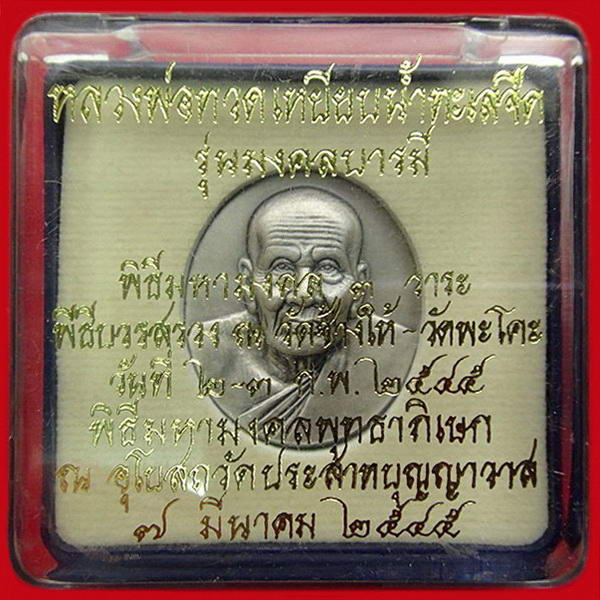 หลวงพ่อทวดเหยียบน้ำทะเลจืด
รุ่นมงคลบารมี
พิธีมหามงคล ๓ วาระ
พิธีบวรสรวง ณ วัดช้างให้-วัดพะโคะ
วันที่ ๒-๓ ก.พ. ๒๕๔๕
พิธีมหามงคลพุทธาภิเษก
ณ อุโบสถวัดประสาทบุญญาวาส
๗ มีนาคม ๒๕๔๕